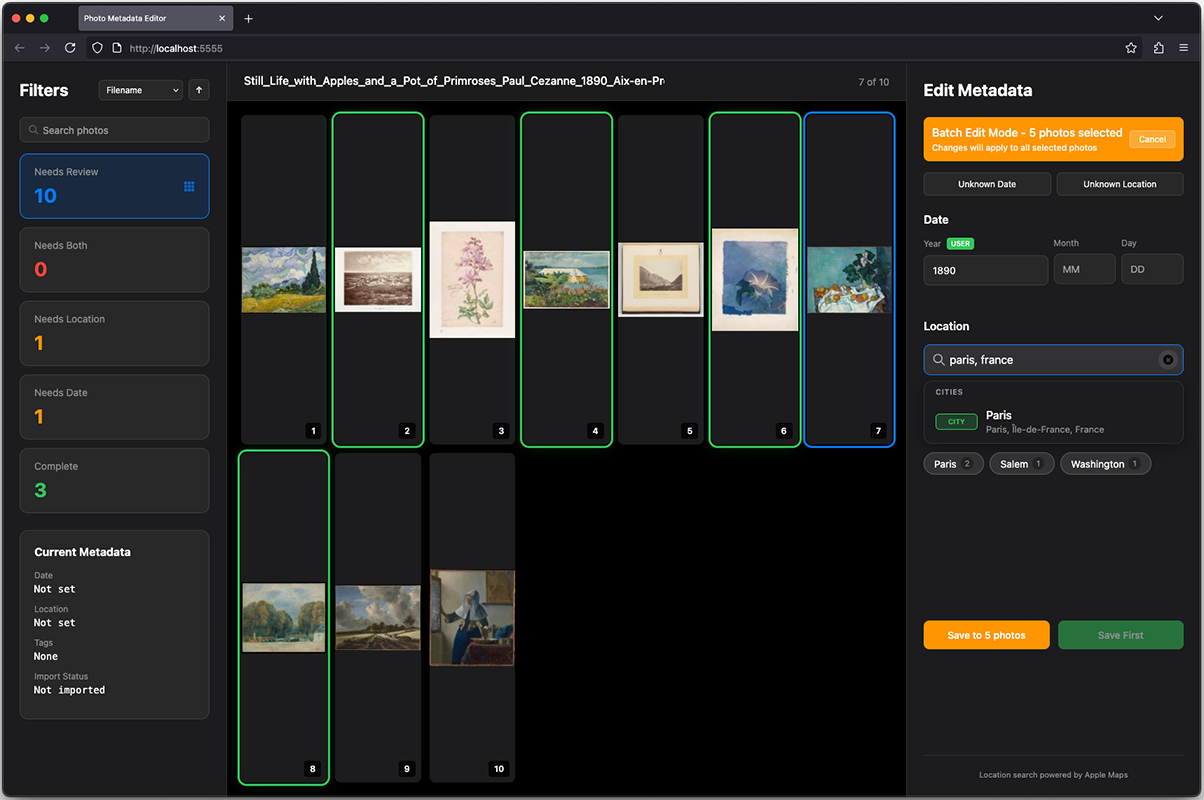 Photo Metadata Editor
http://localhost:5555
Filters
Filename
Search photos
Needs Review
10
Needs Both
0
Needs Location
1
Needs Date
1
Complete
3
Current Metadata
Date
Not set
Location
Not set
Tags
None
Import Status
Not imported
Still_Life_with_Apples_and_a_Pot_of_Primroses_Paul_Cezanne_1890_Aix-en-Pr
7 of 10
1
2
3
4
5
6
7
8
9
10
Edit Metadata
Batch Edit Mode - 5 photos selected
Changes will apply to all selected photos
Cancel
Unknown Date
Unknown Location
Date
Year USER
Month
Day
1890
MM
DD
Location
paris, france
CITIES
CITY
Paris
Paris, Île-de-France, France
Paris 2
Salem 1
Washington 1
Save to 5 photos
Save First
Location search powered by Apple Maps